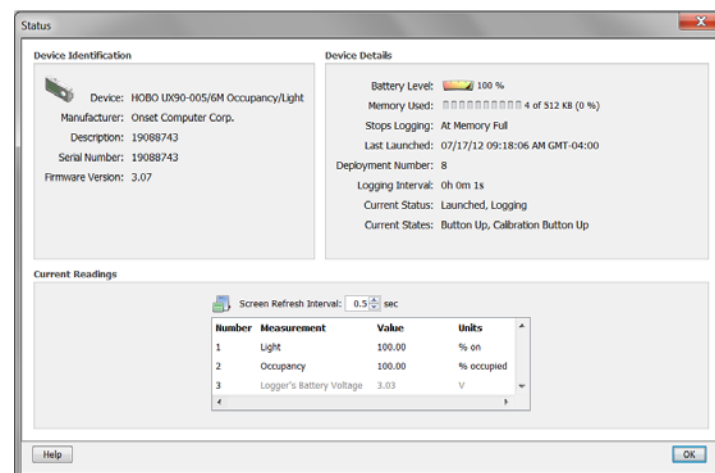 Status
Device Identification
Device: HOBO UX90-005/6M Occupancy/Light
Manufacturer: Onset Computer Corp.
Description: 19088743
Serial Number: 19088743
Firmware Version: 3.07
Device Details
Battery Level: 100 %
Memory Used: 4 of 512 KB (0 %)
Stops Logging: At Memory Full
Last Launched: 07/17/12 09:18:06 AM GMT-04:00
Deployment Number: 8
Logging Interval: 0h 0m 1s
Current Status: Launched, Logging
Current States: Button Up, Calibration Button Up
Current Readings
Screen Refresh Interval: 0.5 sec
Number Measurement Value Units
1 Light 100.00 % on
2 Occupancy 100.00 % occupied
3 Logger's Battery Voltage 3.03 V
Help OK